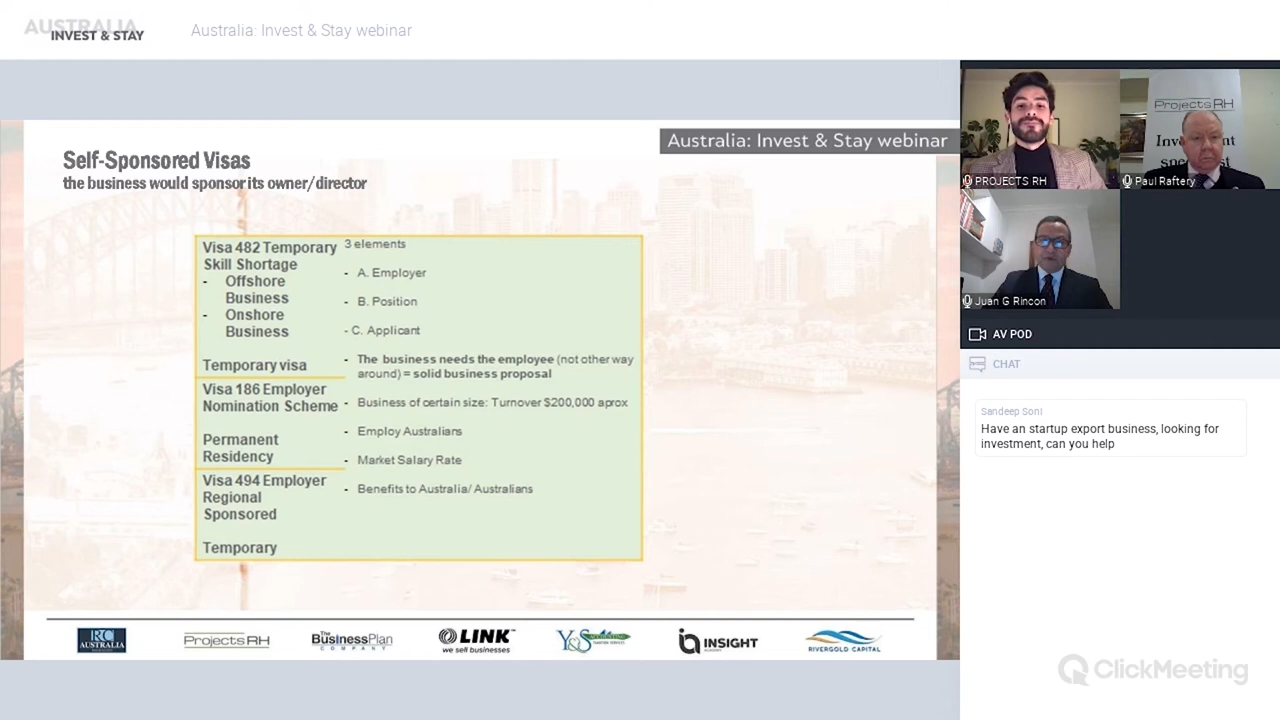 AUSTRALIA
INVEST & STAY
Australia: Invest & Stay webinar
Australia: Invest & Stay webinar
Self-Sponsored Visas
the business would sponsor its owner/director
Visa 482 Temporary
Skill Shortage
- Offshore
Business
- Onshore
Business
Temporary visa
Visa 186 Employer
Nomination Scheme
Permanent
Residency
Visa 494 Employer
Regional
Sponsored
Temporary
3 elements
- A. Employer
- B. Position
- C. Applicant
- The business needs the employee (not other way
around) = solid business proposal
- Business of certain size: Turnover $200,000 aprox
- Employ Australians
- Market Salary Rate
- Benefits to Australia/ Australians
RC
AUSTRALIA
ProjectsRH
The
BusinessPlan
COMPANY
LINK
we sell businesses
Y&S ACCOUNTING
INSIGHT
RIVERGOLD CAPITAL
PROJECTS RH
ProjectsRH
Paul Raftery
Juan G Rincon
AV POD
CHAT
Sandeep Soni
Have an startup export business, looking for
investment, can you help
ClickMeeting